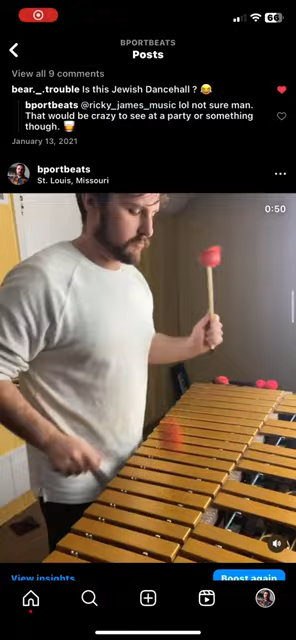 66
BPORTBEATS
Posts
View all 9 comments
bear._.trouble Is this Jewish Dancehall ? 😂
bportbeats @ricky_james_music lol not sure man.
That would be crazy to see at a party or something
though. 🥃
January 13, 2021
bportbeats
St. Louis, Missouri
0:50
View insights
Boost again